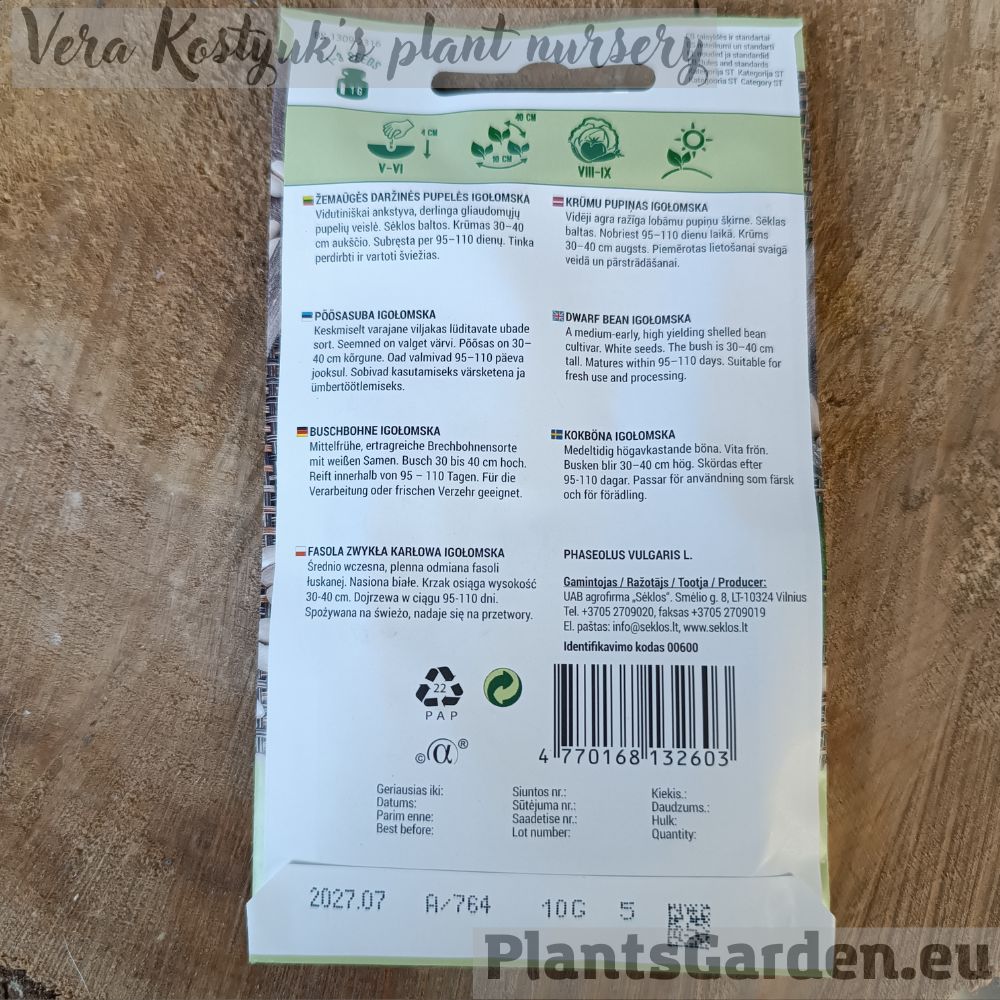 Vera Kostyuk's plant nursery
SEEDS
1 G
standards
Kategorija ST Kategorija ST
Kategooria ST Category ST
4 CM
V-VI
40 CM
10 CM
VIII-IX
ŽEMAŪGĖS DARŽINĖS PUPELĖS IGOŁOMSKA
Vidutiniškai ankstyva, derlinga gliaudomųjų
pupelių veislė. Sėklos baltos. Krūmas 30–40
cm aukščio. Subręsta per 95–110 dienų. Tinka
perdirbti ir vartoti šviežias.
KRŪMU PUPIŅAS IGOŁOMSKA
Vidēji agra ražīga lobāmu pupiņu šķirne. Sēklas
baltas. Nobriest 95–110 dienu laikā. Krūms
30–40 cm augsts. Piemērotas lietošanai svaigā
veidā un pārstrādāšanai.
PÕÕSASUBA IGOŁOMSKA
Keskmiselt varajane viljakas lüditavate ubade
sort. Seemned on valget värvi. Põõsas on 30–
40 cm kõrgune. Oad valmivad 95–110 päeva
jooksul. Sobivad kasutamiseks värsketena ja
ümbertöötlemiseks.
DWARF BEAN IGOŁOMSKA
A medium-early, high yielding shelled bean
cultivar. White seeds. The bush is 30–40 cm
tall. Matures within 95–110 days. Suitable for
fresh use and processing.
BUSCHBOHNE IGOŁOMSKA
Mittelfrühe, ertragreiche Brechbohnensorte
mit weißen Samen. Busch 30 bis 40 cm hoch.
Reift innerhalb von 95 – 110 Tagen. Für die
Verarbeitung oder frischen Verzehr geeignet.
KOKBÖNA IGOŁOMSKA
Medeltidig högavkastande böna. Vita frön.
Busken blir 30–40 cm hög. Skördas efter
95-110 dagar. Passar för användning som färsk
och för förädling.
FASOLA ZWYKŁA KARŁOWA IGOŁOMSKA
Średnio wczesna, plenna odmiana fasoli
łuskanej. Nasiona białe. Krzak osiąga wysokość
30-40 cm. Dojrzewa w ciągu 95-110 dni.
Spożywana na świeżo, nadaje się na przetwory.
PHASEOLUS VULGARIS L.
Gamintojas / Ražotājs / Tootja / Producer:
UAB agrofirma „Sėklos". Smėlio g. 8, LT-10324 Vilnius
Tel. +3705 2709020, faksas +3705 2709019
El. paštas: info@seklos.lt, www.seklos.lt
Identifikavimo kodas 00600
22
PAP
© α ®
4 770168 132603
Geriausias iki:
Datums:
Parim enne:
Best before:
Siuntos nr.:
Sūtējuma nr.:
Saadetise nr.:
Lot number:
Kiekis.:
Daudzums.:
Hulk:
Quantity:
2027.07 A/764 10G 5
PlantsGarden.eu